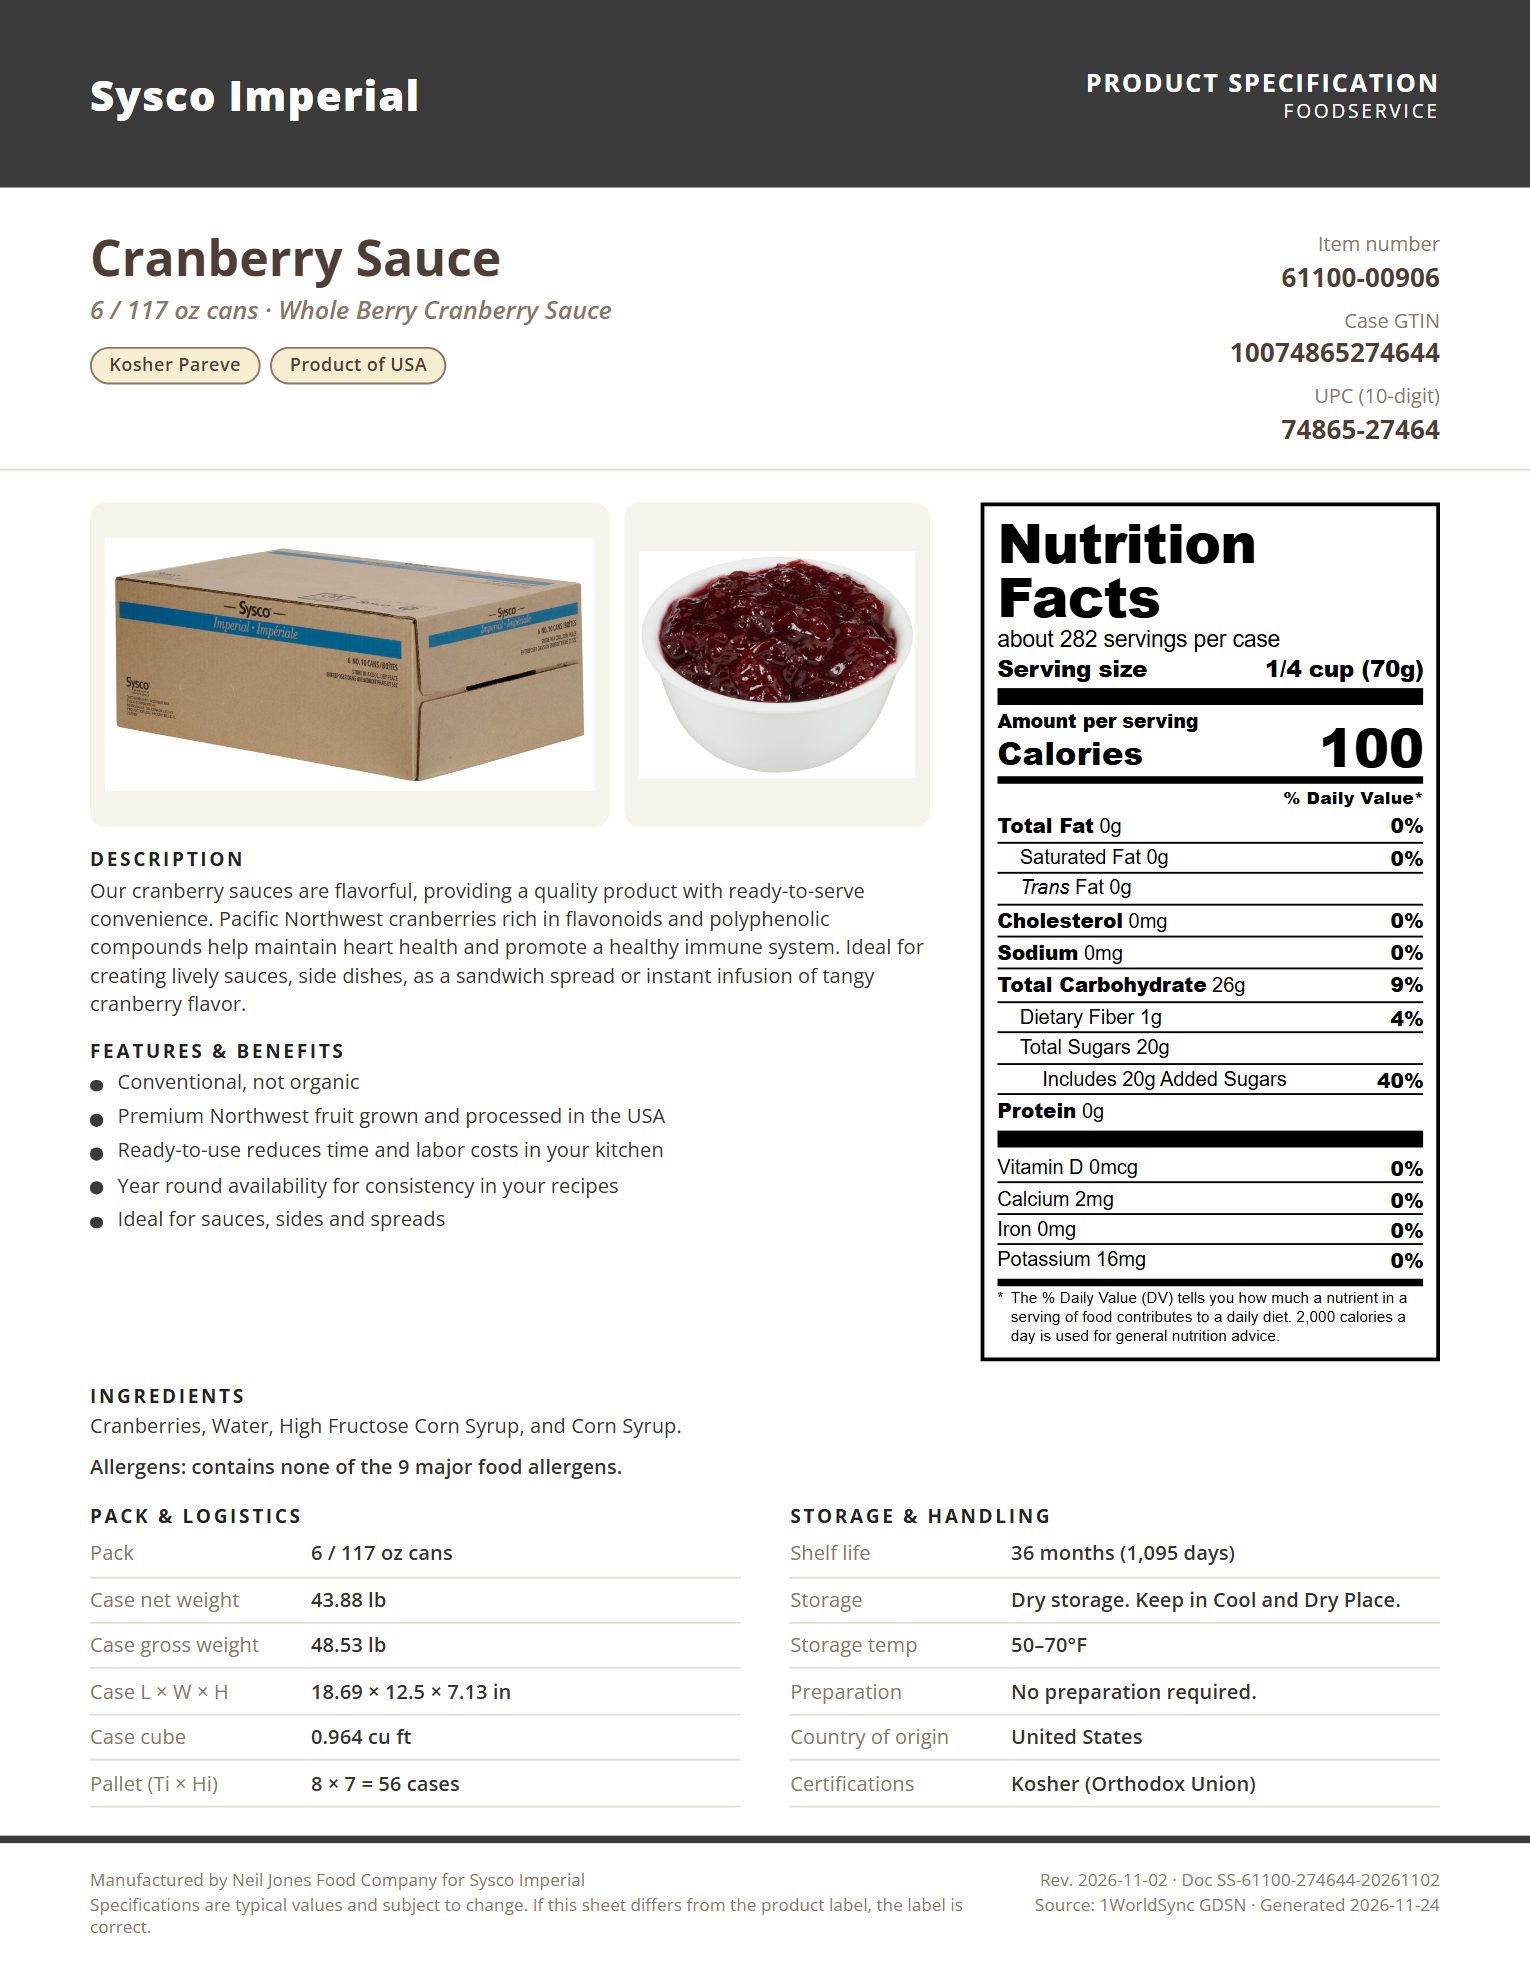 Sysco Imperial
PRODUCT SPECIFICATION
FOODSERVICE
Cranberry Sauce
6 / 117 oz cans · Whole Berry Cranberry Sauce
Kosher Pareve
Product of USA
Item number
61100-00906
Case GTIN
10074865274644
UPC (10-digit)
74865-27464
Sysco
Imperial · Impériale
6 NO. 10 CANS/BOÎTES
Sysco
Sysco
Imperial · Impériale
6 NO. 10 CANS/BOÎTES
DESCRIPTION
Our cranberry sauces are flavorful, providing a quality product with ready-to-serve
convenience. Pacific Northwest cranberries rich in flavonoids and polyphenolic
compounds help maintain heart health and promote a healthy immune system. Ideal for
creating lively sauces, side dishes, as a sandwich spread or instant infusion of tangy
cranberry flavor.
FEATURES & BENEFITS
Conventional, not organic
Premium Northwest fruit grown and processed in the USA
Ready-to-use reduces time and labor costs in your kitchen
Year round availability for consistency in your recipes
Ideal for sauces, sides and spreads
Nutrition
Facts
about 282 servings per case
Serving size 1/4 cup (70g)
Amount per serving
Calories 100
% Daily Value*
Total Fat 0g 0%
Saturated Fat 0g 0%
Trans Fat 0g
Cholesterol 0mg 0%
Sodium 0mg 0%
Total Carbohydrate 26g 9%
Dietary Fiber 1g 4%
Total Sugars 20g
Includes 20g Added Sugars 40%
Protein 0g
Vitamin D 0mcg 0%
Calcium 2mg 0%
Iron 0mg 0%
Potassium 16mg 0%
* The % Daily Value (DV) tells you how much a nutrient in a
serving of food contributes to a daily diet. 2,000 calories a
day is used for general nutrition advice.
INGREDIENTS
Cranberries, Water, High Fructose Corn Syrup, and Corn Syrup.
Allergens: contains none of the 9 major food allergens.
PACK & LOGISTICS
Pack 6 / 117 oz cans
Case net weight 43.88 lb
Case gross weight 48.53 lb
Case L × W × H 18.69 × 12.5 × 7.13 in
Case cube 0.964 cu ft
Pallet (Ti × Hi) 8 × 7 = 56 cases
STORAGE & HANDLING
Shelf life 36 months (1,095 days)
Storage Dry storage. Keep in Cool and Dry Place.
Storage temp 50–70°F
Preparation No preparation required.
Country of origin United States
Certifications Kosher (Orthodox Union)
Manufactured by Neil Jones Food Company for Sysco Imperial
Specifications are typical values and subject to change. If this sheet differs from the product label, the label is
correct.
Rev. 2026-11-02 · Doc SS-61100-274644-20261102
Source: 1WorldSync GDSN · Generated 2026-11-24